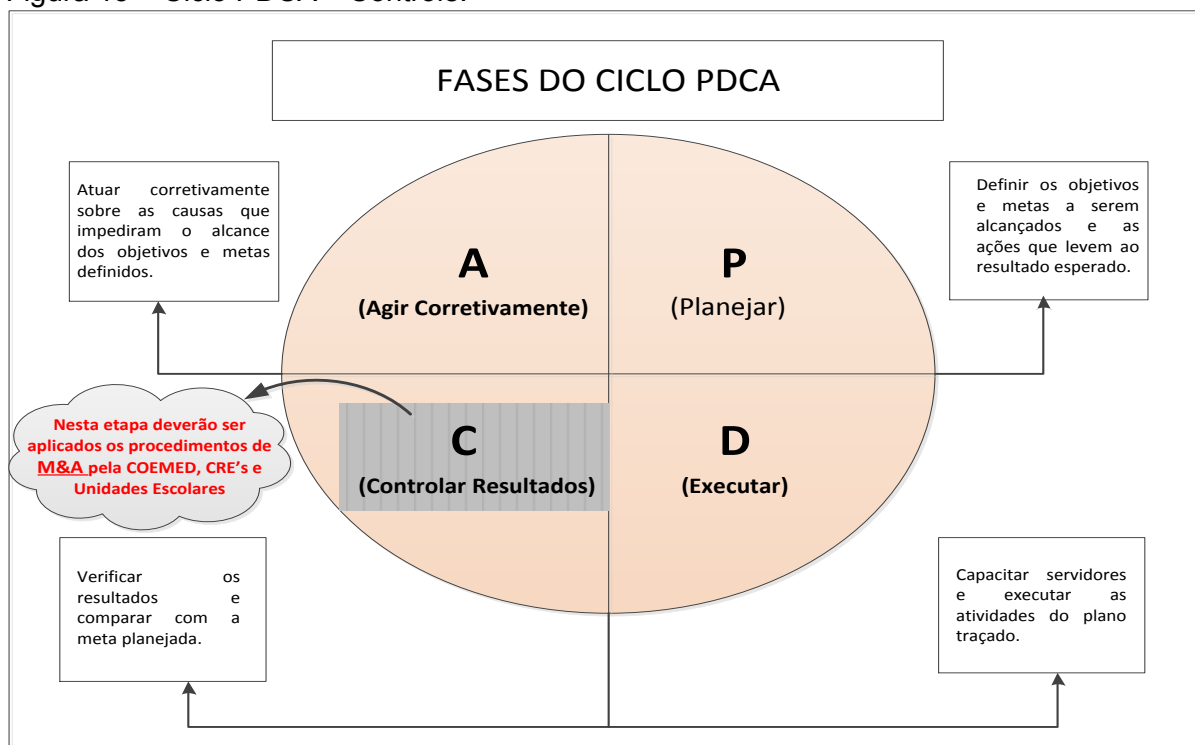 FASES DO CICLO PDCA
Atuar corretivamente
sobre as causas que
impediram o alcance
dos objetivos e metas
definidos.
Definir os objetivos
e metas a serem
alcançados e as
ações que levem ao
resultado esperado.
A
(Agir Corretivamente)
P
(Planejar)
Nesta etapa deverão ser
aplicados os procedimentos de
M&A pela COEMED, CRE's e
Unidades Escolares
C
(Controlar Resultados)
D
(Executar)
Verificar os
resultados e
comparar com a
meta planejada.
Capacitar servidores
e executar as
atividades do plano
traçado.